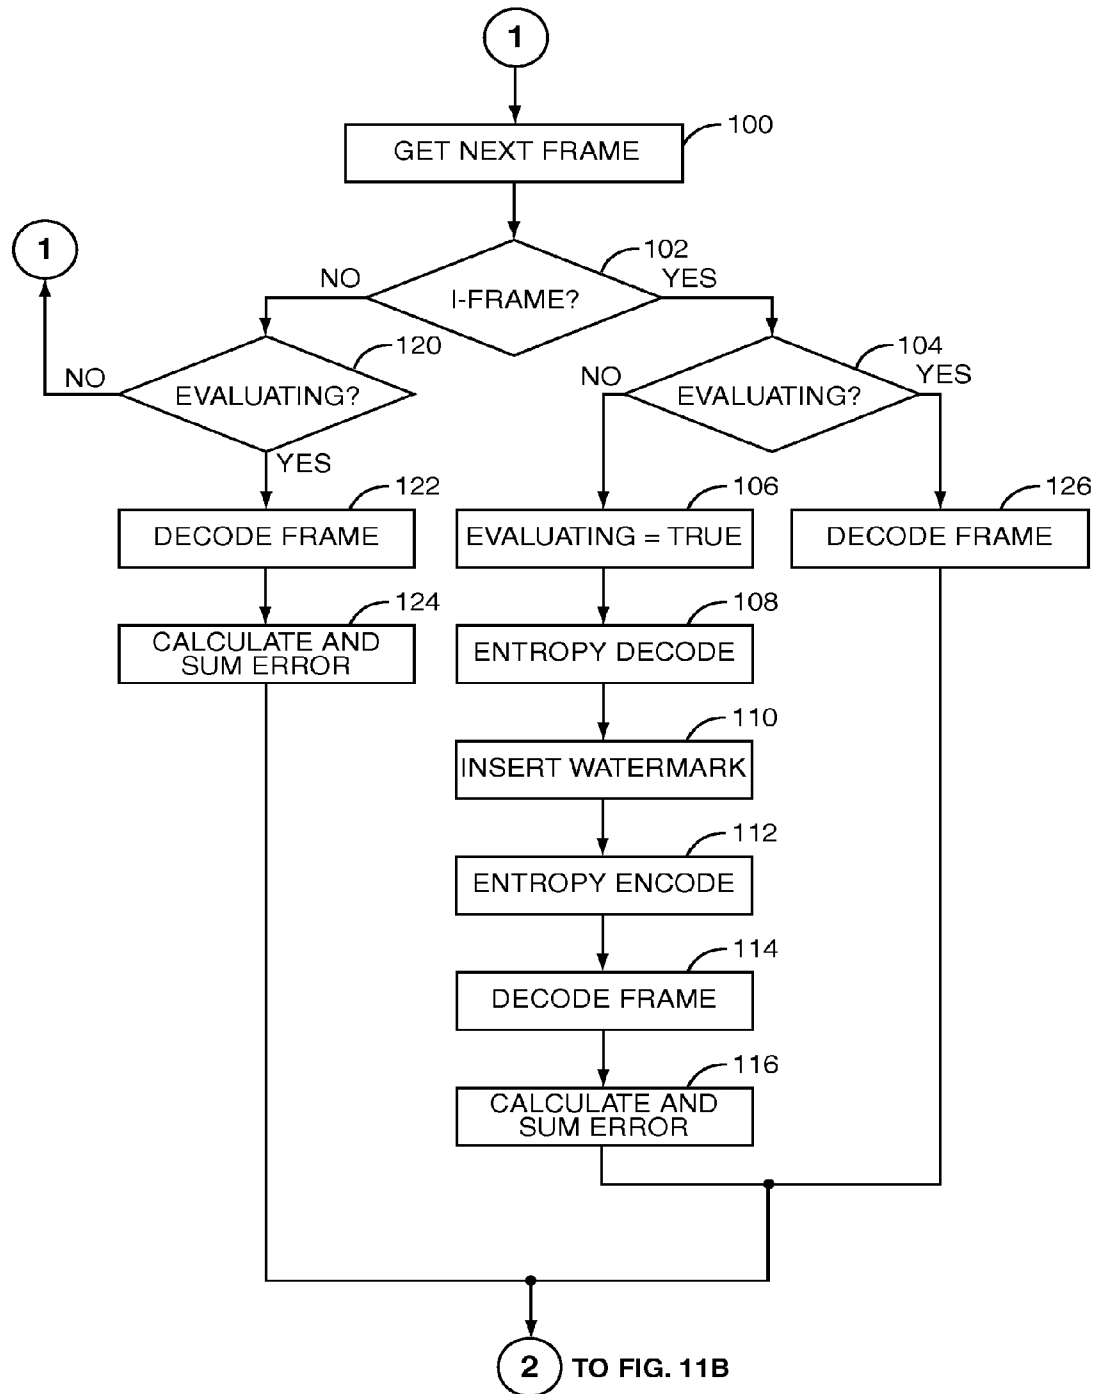 1
100
GET NEXT FRAME
1
102
NO
YES
I-FRAME?
120
104
NO
EVALUATING?
NO
EVALUATING?
YES
YES
122
106
126
DECODE FRAME
EVALUATING = TRUE
DECODE FRAME
124
108
CALCULATE AND
SUM ERROR
ENTROPY DECODE
110
INSERT WATERMARK
112
ENTROPY ENCODE
114
DECODE FRAME
116
CALCULATE AND
SUM ERROR
2 TO FIG. 11B